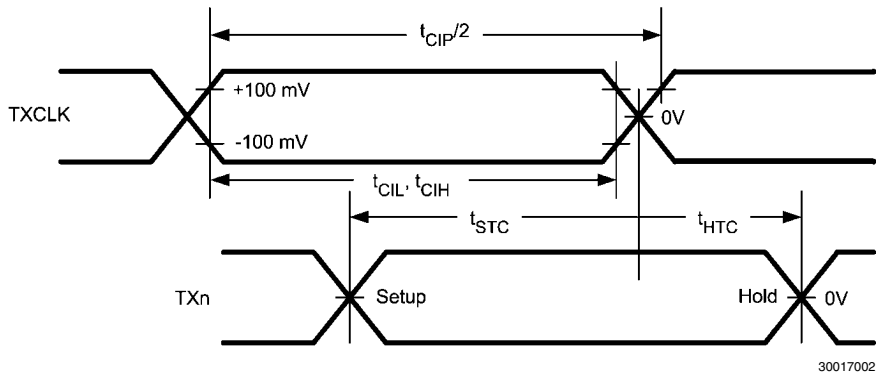 tCIP/2
+100 mV
TXCLK
0V
-100 mV
tCIL, tCIH
tSTC
tHTC
TXn
Setup
Hold
0V
30017002